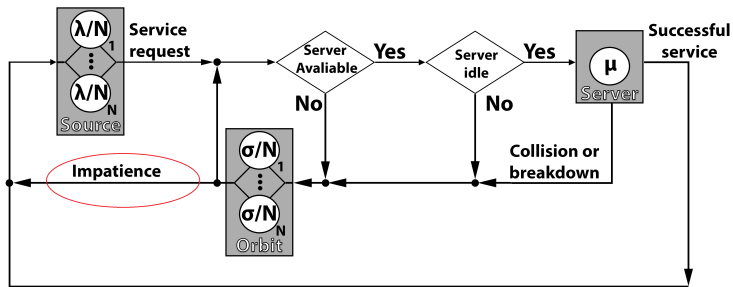 λ/N
1
λ/N
N
Source
Service
request
Server
Avaliable
Yes
No
Server
idle
Yes
No
μ
Server
Successful
service
Collision or
breakdown
Impatience
σ/N
1
σ/N
N
Orbit